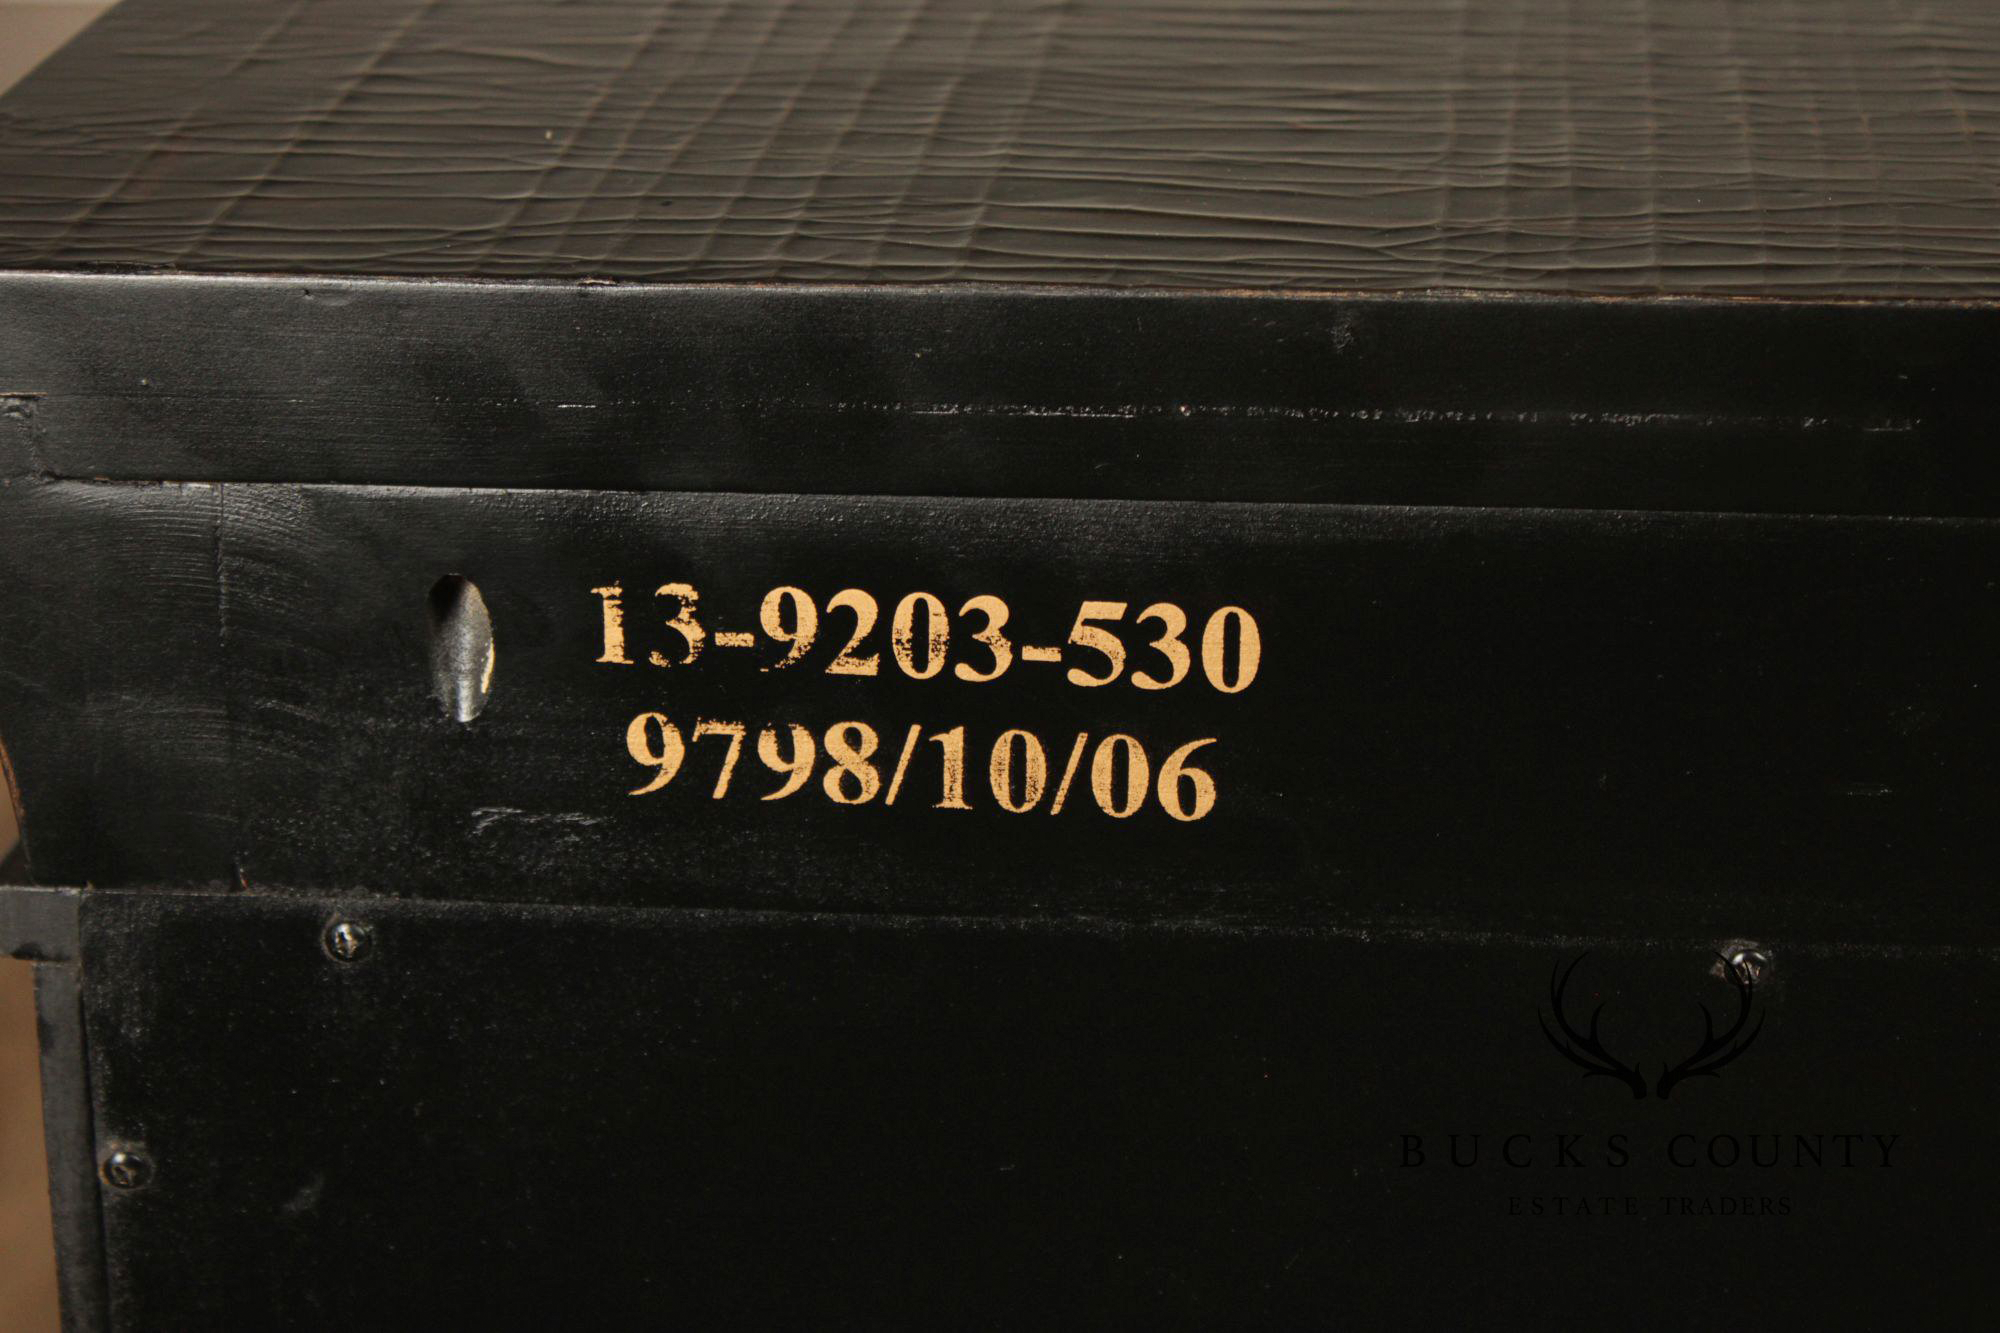 13-9203-530
9798/10/06
BUCKS COUNTY
ESTATE TRADERS